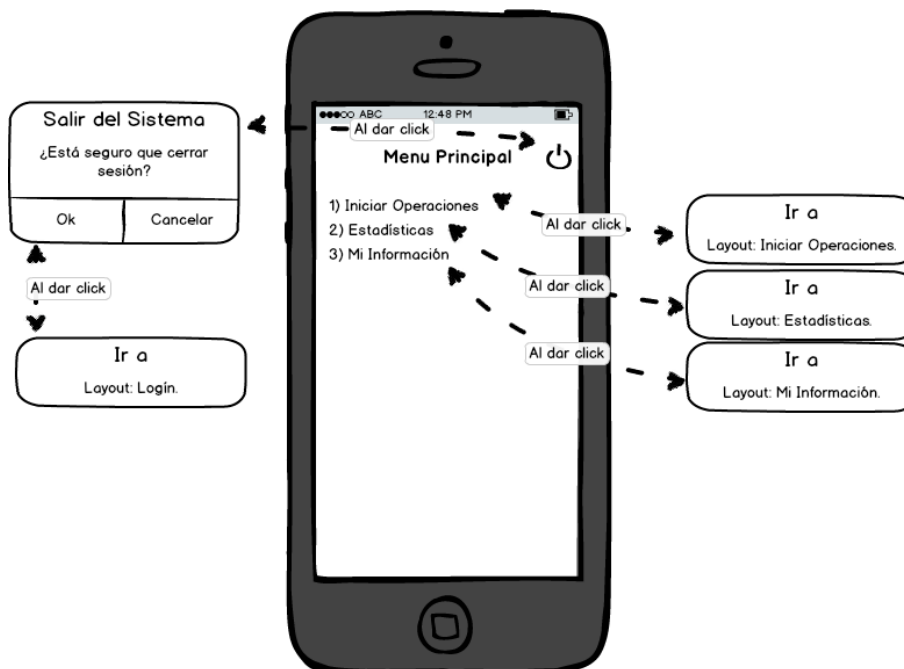 Salir del Sistema
¿Está seguro que cerrar
sesión?
Ok
Cancelar
Al dar click
Ir a
Layout: Logín.
ABC
12:48 PM
Al dar click
Menu Principal
1) Iniciar Operaciones
2) Estadísticas
3) Mi Información
Al dar click
Al dar click
Al dar click
Ir a
Layout: Iniciar Operaciones.
Ir a
Layout: Estadísticas.
Ir a
Layout: Mi Información.